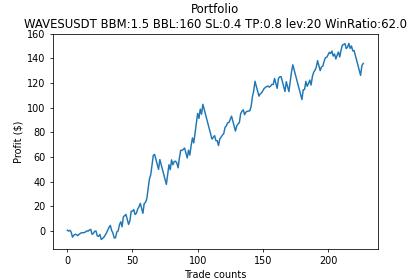 Portfolio
WAVESUSDT BBM:1.5 BBL:160 SL:0.4 TP:0.8 lev:20 WinRatio:62.0
160
140
120
100
80
60
40
20
0
Profit ($)
0 50 100 150 200
Trade counts